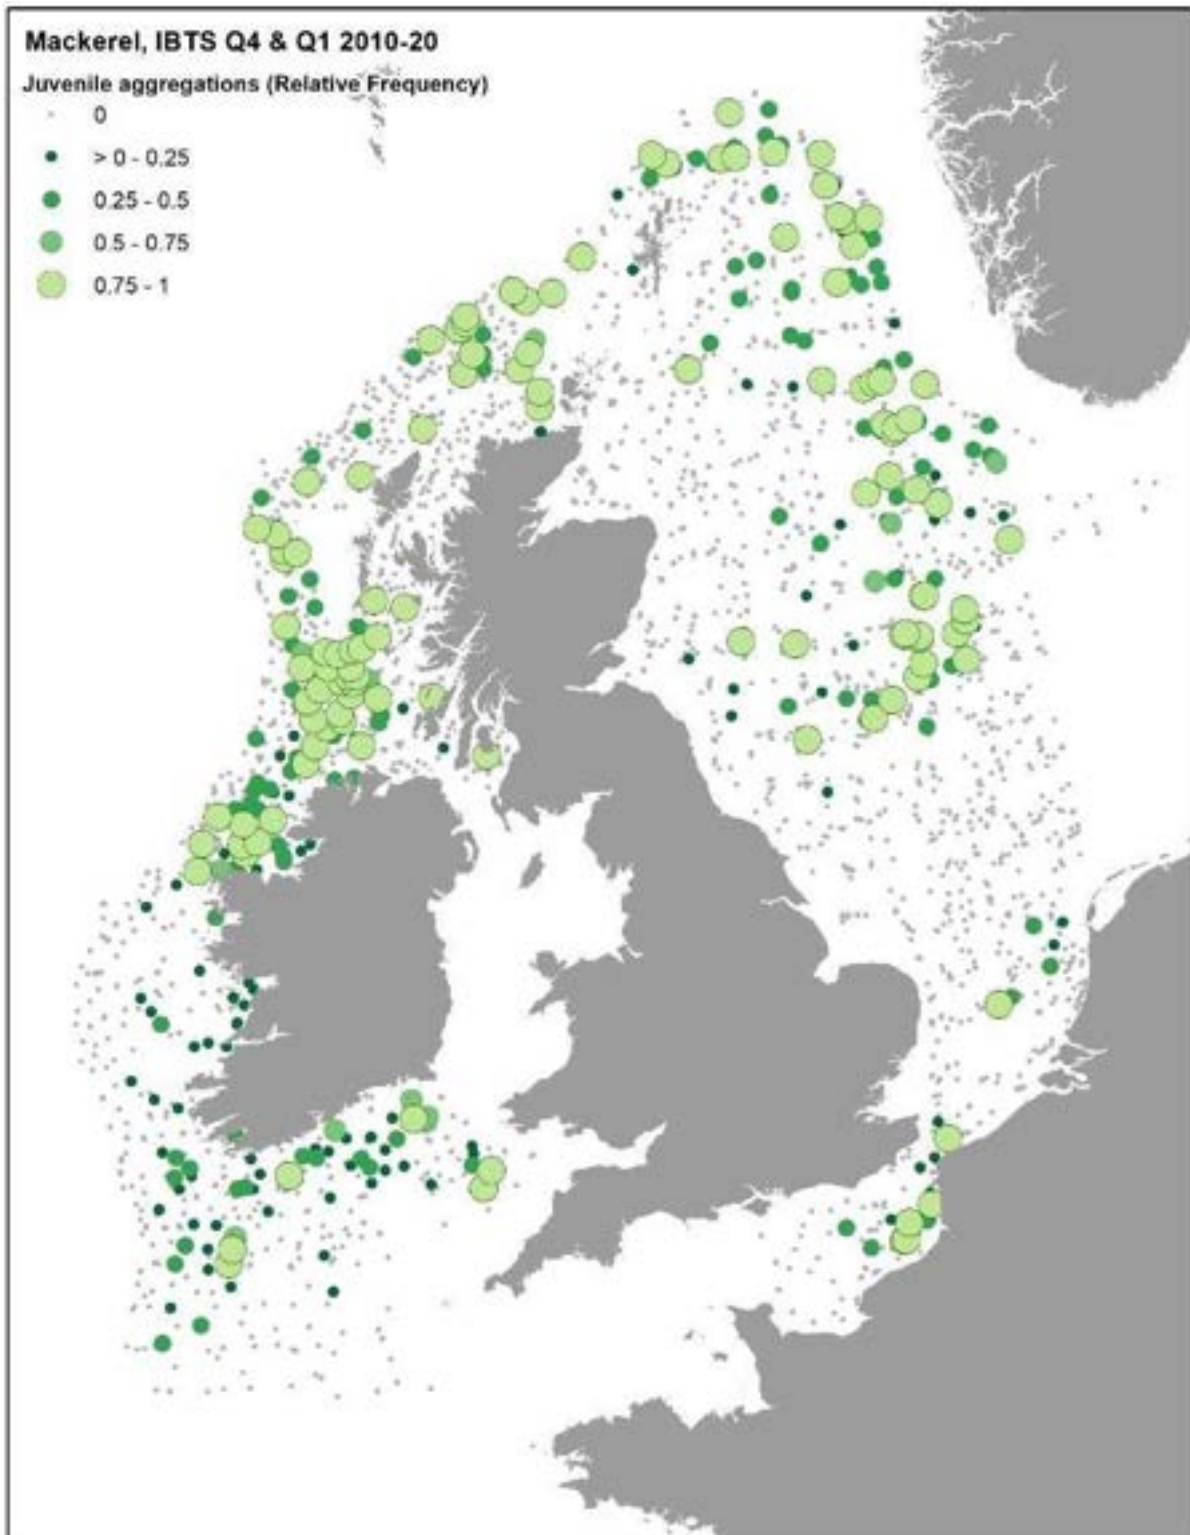 Mackerel, IBTS Q4 & Q1 2010-20
Juvenile aggregations (Relative Frequency)
0
> 0 - 0.25
0.25 - 0.5
0.5 - 0.75
0.75 - 1